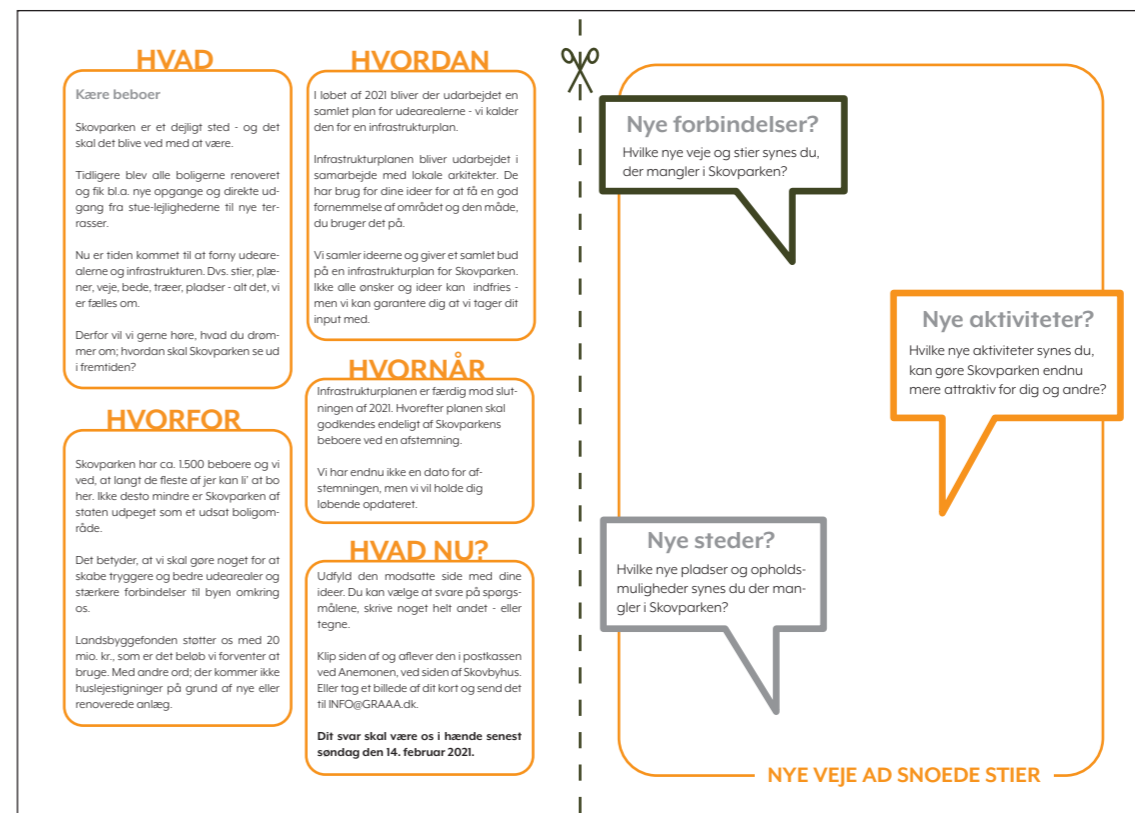 HVAD
Kære beboer
Skovparken er et dejligt sted - og det
skal det blive ved med at være.
Tidligere blev alle boligerne renoveret
og fik bl.a. nye opgange og direkte ud-
gang fra stue-lejlighederne til nye ter-
rasser.
Nu er tiden kommet til at forny udeare-
alerne og infrastrukturen. Dvs. stier, plæ-
ner, veje, bede, træer, pladser - alt det, vi
er fælles om.
Derfor vil vi gerne høre, hvad du drøm-
mer om; hvordan skal Skovparken se ud
i fremtiden?
HVORFOR
Skovparken har ca. 1.500 beboere og vi
ved, at langt de fleste af jer kan li' at bo
her. Ikke desto mindre er Skovparken af
staten udpeget som et udsat boligom-
råde.
Det betyder, at vi skal gøre noget for at
skabe tryggere og bedre udearealer og
stærkere forbindelser til byen omkring
os.
Landsbyggefonden støtter os med 20
mio. kr., som er det beløb vi forventer at
bruge. Med andre ord; der kommer ikke
huslejestigninger på grund af nye eller
renoverede anlæg.
HVORDAN
I løbet af 2021 bliver der udarbejdet en
samlet plan for udearealerne - vi kalder
den for en infrastrukturplan.
Infrastrukturplanen bliver udarbejdet i
samarbejde med lokale arkitekter. De
har brug for dine ideer for at få en god
fornemmelse af området og den måde,
du bruger det på.
Vi samler ideerne og giver et samlet bud
på en infrastrukturplan for Skovparken.
Ikke alle ønsker og ideer kan indfries -
men vi kan garantere dig at vi tager dit
input med.
HVORNÅR
Infrastrukturplanen er færdig mod slut-
ningen af 2021. Hvorefter planen skal
godkendes endeligt af Skovparkens
beboere ved en afstemning.
Vi har endnu ikke en dato for af-
stemningen, men vi vil holde dig
løbende opdateret.
HVAD NU?
Udfyld den modsatte side med dine
ideer. Du kan vælge at svare på spørgs-
målene, skrive noget helt andet - eller
tegne.
Klip siden af og aflever den i postkassen
ved Anemonen, ved siden af Skovbyhus.
Eller tag et billede af dit kort og send det
til INFO@GRAAA.dk.
Dit svar skal være os i hænde senest
søndag den 14. februar 2021.
Nye forbindelser?
Hvilke nye veje og stier synes du,
der mangler i Skovparken?
Nye aktiviteter?
Hvilke nye aktiviteter synes du,
kan gøre Skovparken endnu
mere attraktiv for dig og andre?
Nye steder?
Hvilke nye pladser og opholds-
muligheder synes du der man-
gler i Skovparken?
NYE VEJE AD SNOEDE STIER